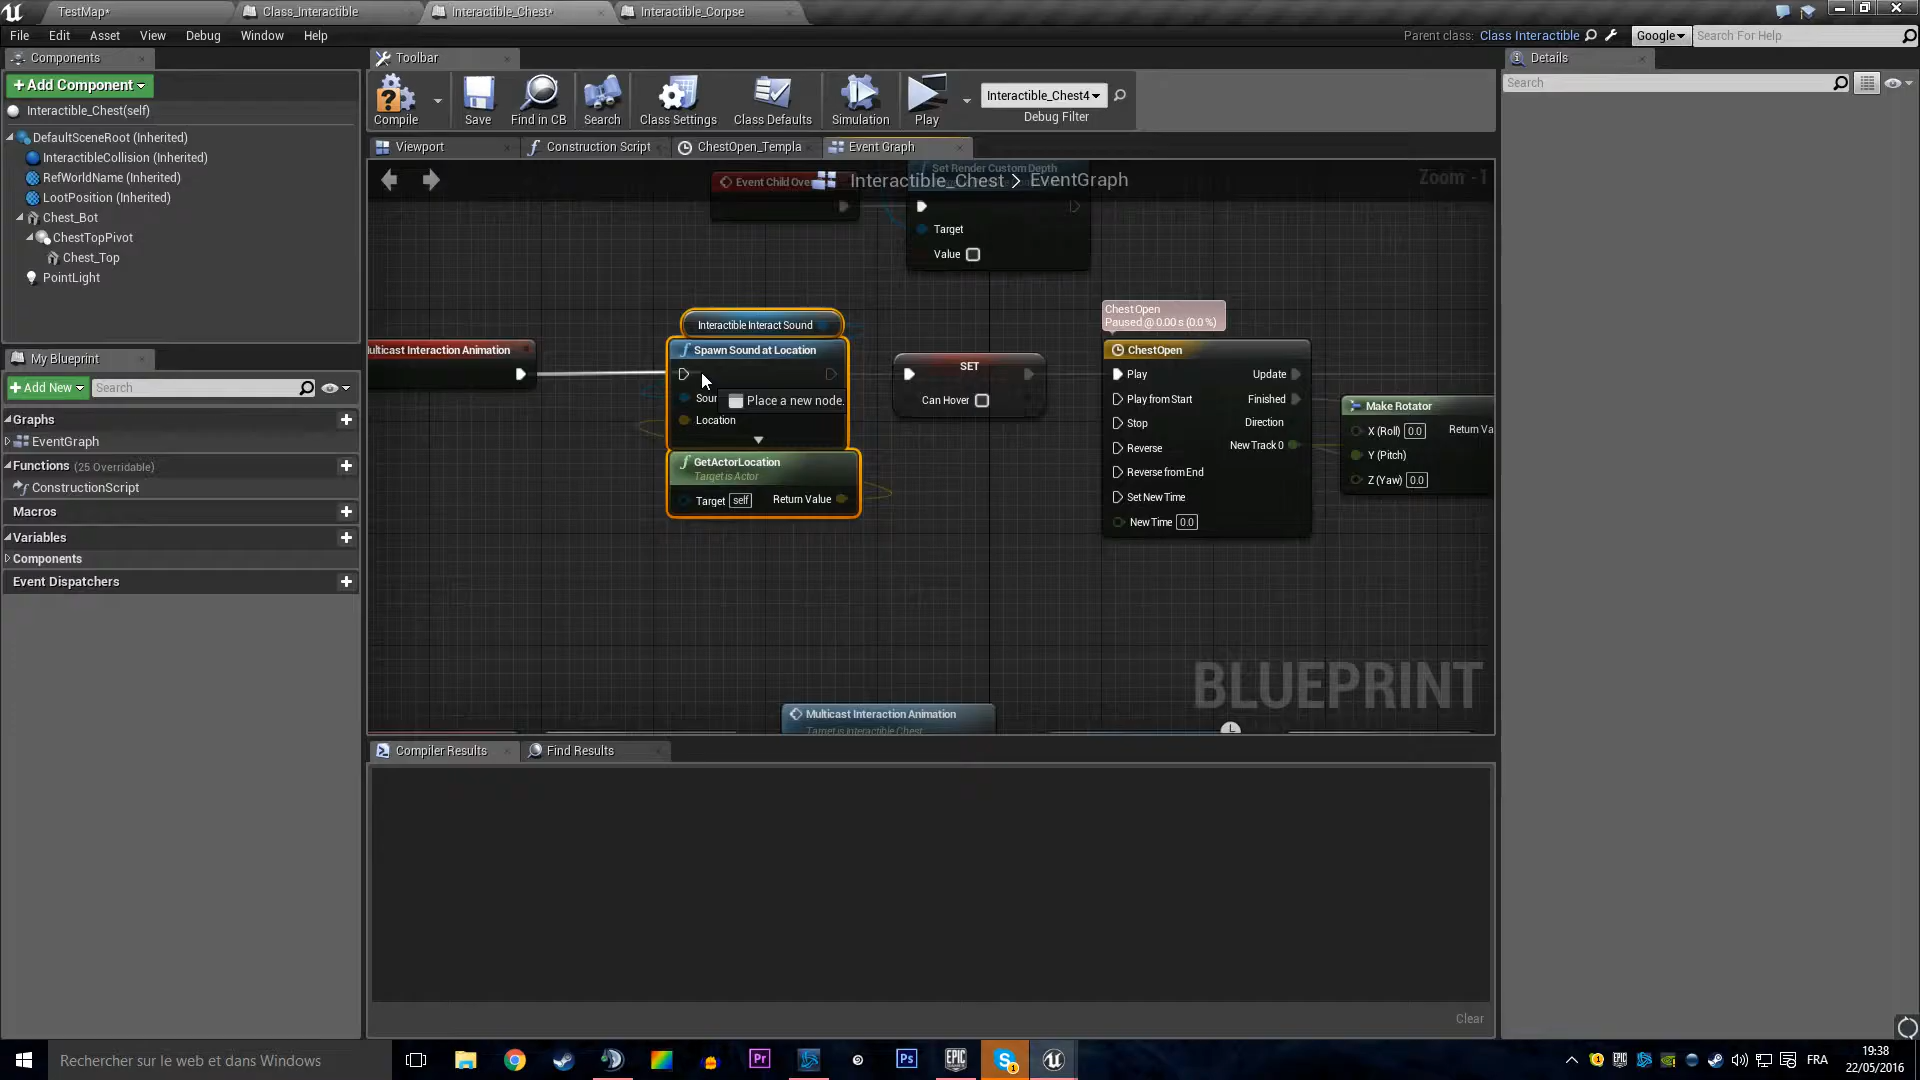 TestMap*
Class_Interactible
Interactible_Chest*
Interactible_Corpse
File Edit Asset View Debug Window Help
Parent class: Class Interactible
Google
Search For Help
Components
Toolbar
Details
+Add Component
Search
Interactible_Chest(self)
DefaultSceneRoot (Inherited)
InteractibleCollision (Inherited)
RefWorldName (Inherited)
LootPosition (Inherited)
Chest_Bot
ChestTopPivot
Chest_Top
PointLight
Compile
Save
Find in CB
Search
Class Settings
Class Defaults
Simulation
Play
Interactible_Chest4
Debug Filter
Viewport
Construction Script
ChestOpen_Templa
Event Graph
Interactible_Chest > EventGraph
Zoom -1
Event Child Over
Set Render Custom Depth
Target
Value
My Blueprint
+Add New
Search
Graphs
EventGraph
Functions (25 Overridable)
ConstructionScript
Macros
Variables
Components
Event Dispatchers
ulticast Interaction Animation
Interactible Interact Sound
Spawn Sound at Location
Soun
Place a new node.
Location
GetActorLocation
Target is Actor
Target self
Return Value
SET
Can Hover
Chest Open
Paused @ 0.00 s (0.0 %)
ChestOpen
Play
Update
Play from Start
Finished
Stop
Direction
Reverse
New Track 0
Reverse from End
Set New Time
New Time 0.0
Make Rotator
X (Roll) 0.0
Return Va
Y (Pitch)
Z (Yaw) 0.0
BLUEPRINT
Multicast Interaction Animation
Target is Interactible Chest
Compiler Results
Find Results
Clear
Rechercher sur le web et dans Windows
Pr
Ps
EPIC
GAMES
S
1
FRA
19:38
22/05/2016